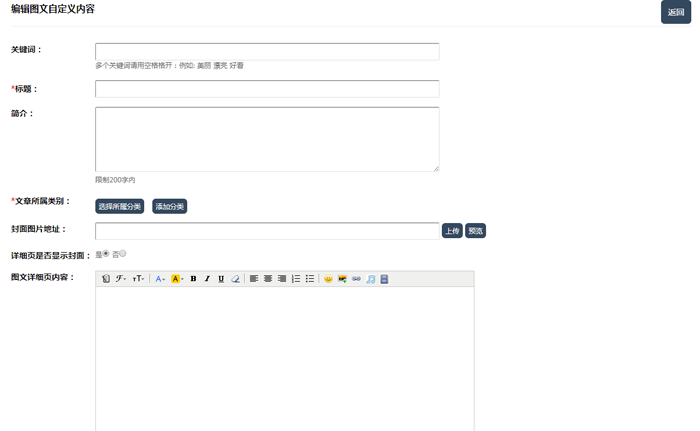 编辑图文自定义内容
返回
关键词：
多个关键词请用空格格开：例如: 美丽 漂亮 好看
*标题：
简介：
限制200字内
*文章所属类别：
选择所属分类 添加分类
封面图片地址：
上传 预览
详细页是否显示封面：
是 否
图文详细页内容：
ℱ тT A A B I U